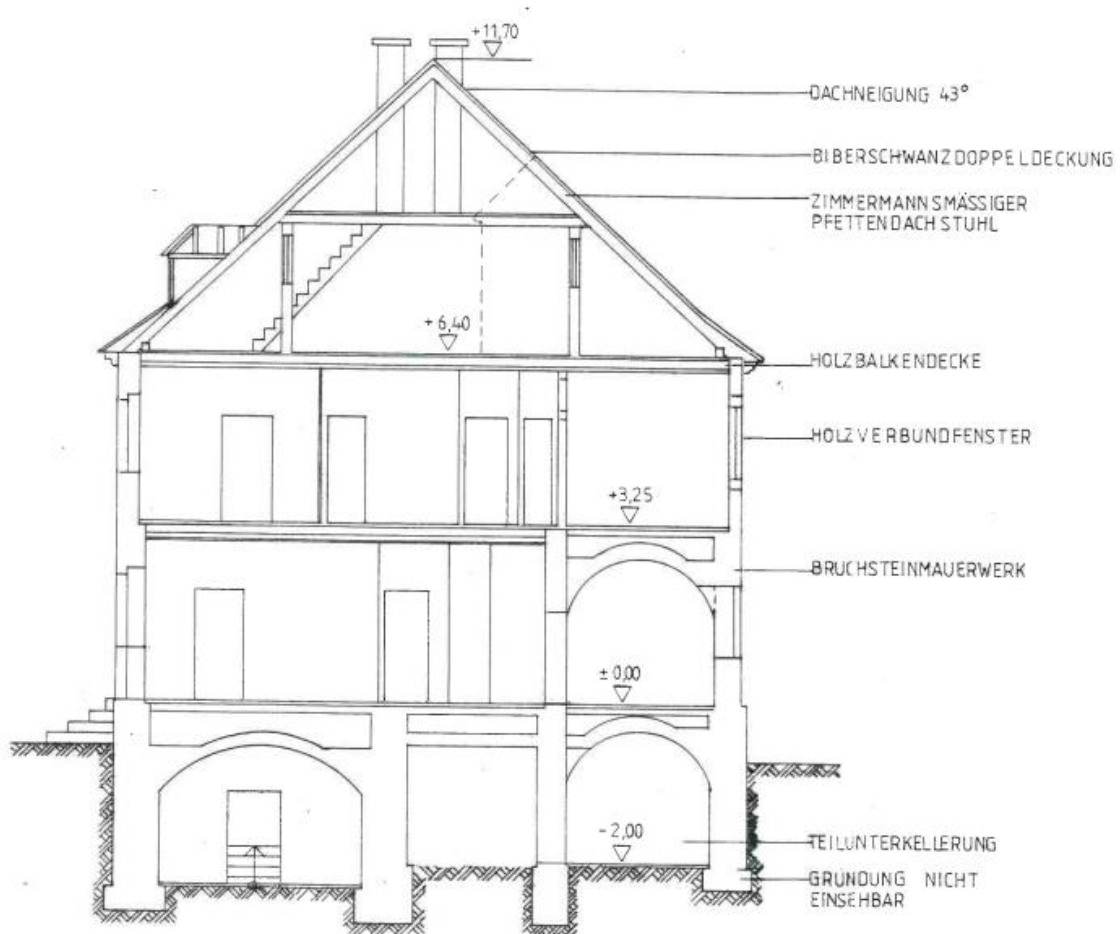 +11,70
DACHNEIGUNG 43°
BIBERSCHWANZDOPPELDECKUNG
ZIMMERMANNSMÄSSIGER
PFETTENDACHSTUHL
+6,40
HOLZBALKENDECKE
HOLZVERBUNDFENSTER
+3,25
BRUCHSTEINMAUERWERK
±0,00
-2,00
TEILUNTERKELLERUNG
GRÜNDUNG NICHT
EINSEHBAR